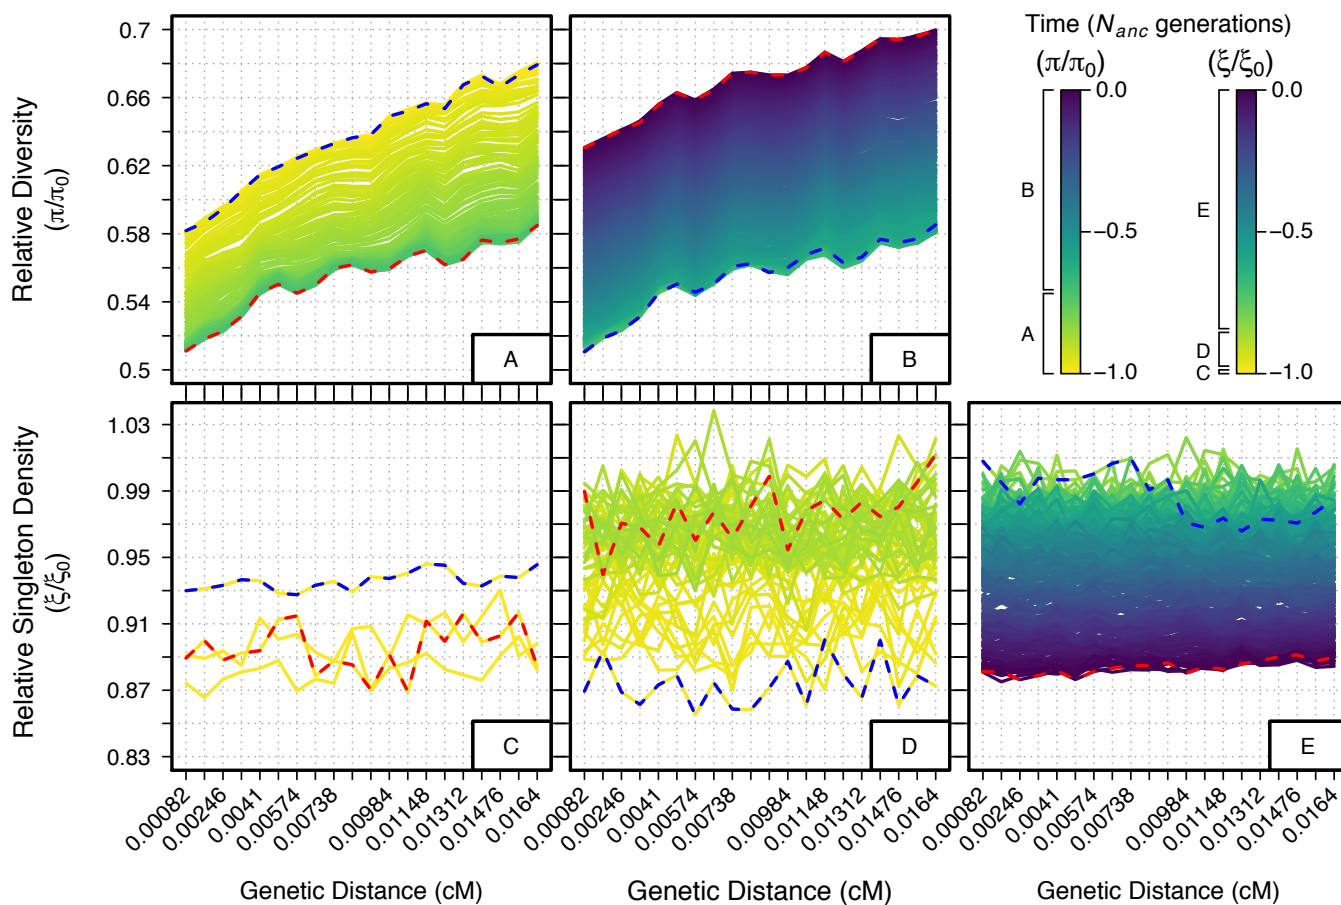 Time (N_anc generations)
(π/π₀) (ξ/ξ₀)
0.0 0.0
−0.5 −0.5
−1.0 −1.0
B
A
E
D
C
Relative Diversity
(π/π₀)
0.7
0.66
0.62
0.58
0.54
0.5
A
B
Relative Singleton Density
(ξ/ξ₀)
1.03
0.99
0.95
0.91
0.87
0.83
C
D
E
0.00082 0.00246 0.0041 0.00574 0.00738 0.00984 0.01148 0.01312 0.01476 0.0164
0.00082 0.00246 0.0041 0.00574 0.00738 0.00984 0.01148 0.01312 0.01476 0.0164
0.00082 0.00246 0.0041 0.00574 0.00738 0.00984 0.01148 0.01312 0.01476 0.0164
Genetic Distance (cM) Genetic Distance (cM) Genetic Distance (cM)